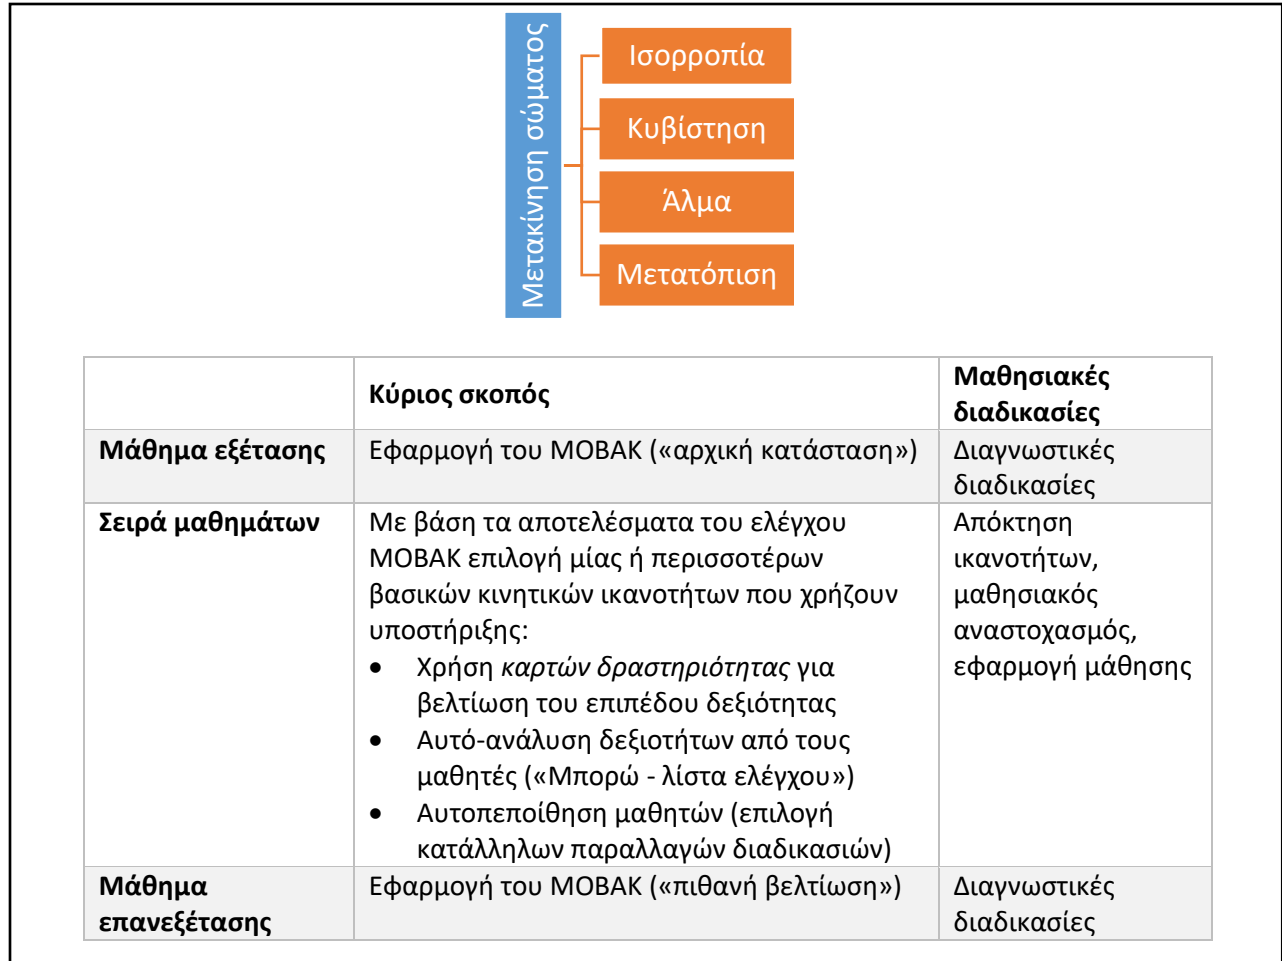 Μετακίνηση σώματος
Ισορροπία
Κυβίστηση
Άλμα
Μετατόπιση
Κύριος σκοπός
Μαθησιακές
διαδικασίες
Μάθημα εξέτασης
Εφαρμογή του ΜΟΒΑΚ («αρχική κατάσταση»)
Διαγνωστικές
διαδικασίες
Σειρά μαθημάτων
Με βάση τα αποτελέσματα του ελέγχου
ΜΟΒΑΚ επιλογή μίας ή περισσοτέρων
βασικών κινητικών ικανοτήτων που χρήζουν
υποστήριξης:
• Χρήση καρτών δραστηριότητας για
βελτίωση του επιπέδου δεξιότητας
• Αυτό-ανάλυση δεξιοτήτων από τους
μαθητές («Μπορώ - λίστα ελέγχου»)
• Αυτοπεποίθηση μαθητών (επιλογή
κατάλληλων παραλλαγών διαδικασιών)
Απόκτηση
ικανοτήτων,
μαθησιακός
αναστοχασμός,
εφαρμογή μάθησης
Μάθημα
επανεξέτασης
Εφαρμογή του ΜΟΒΑΚ («πιθανή βελτίωση»)
Διαγνωστικές
διαδικασίες